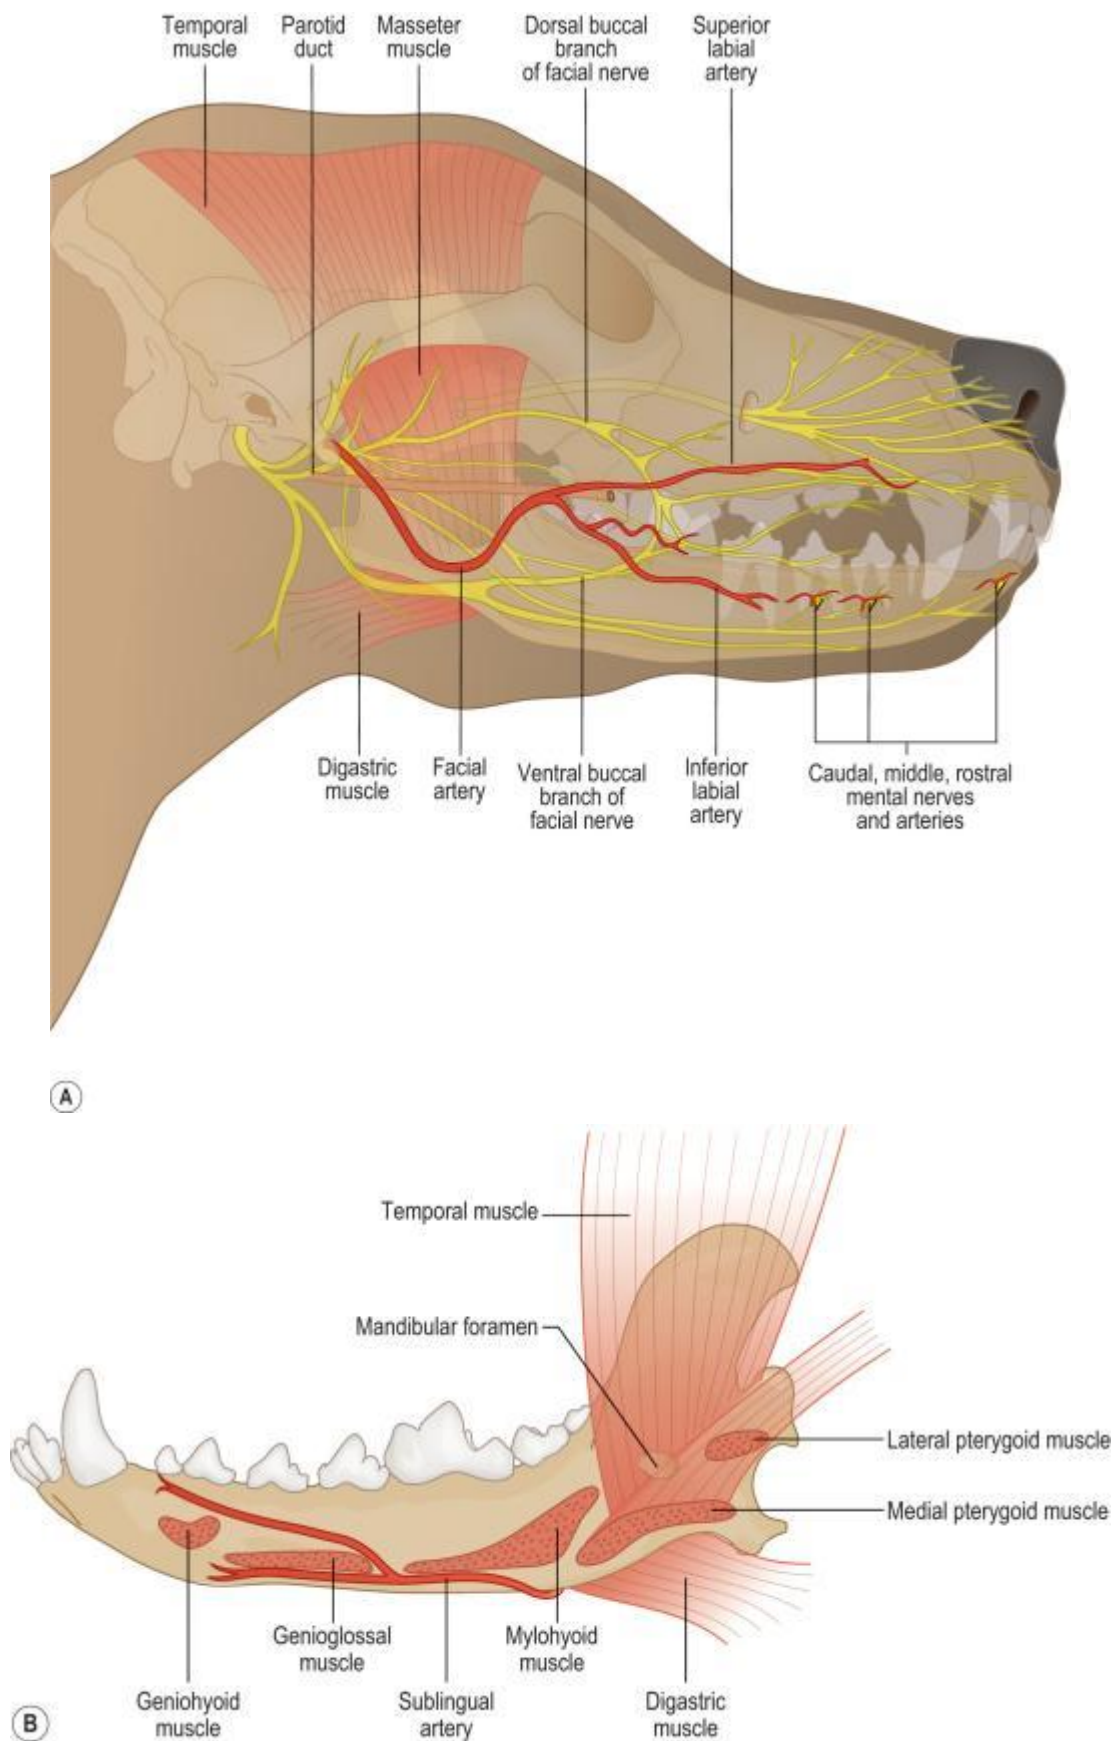 Temporal
muscle
Parotid
duct
Masseter
muscle
Dorsal buccal
branch
of facial nerve
Superior
labial
artery
Digastric
muscle
Facial
artery
Ventral buccal
branch of
facial nerve
Inferior
labial
artery
Caudal, middle, rostral
mental nerves
and arteries
A
Temporal muscle
Mandibular foramen
Lateral pterygoid muscle
Medial pterygoid muscle
Genioglossal
muscle
Mylohyoid
muscle
Geniohyoid
muscle
Sublingual
artery
Digastric
muscle
B